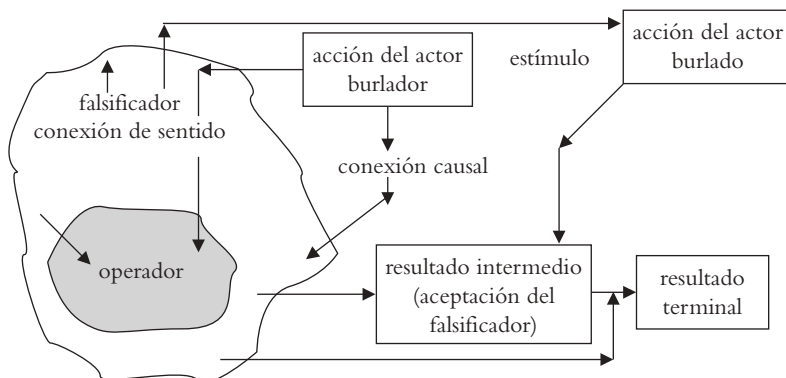 acción del actor
burlador
estímulo
acción del actor
burlado
falsificador
conexión de sentido
conexión causal
operador
resultado intermedio
(aceptación del
falsificador)
resultado
terminal